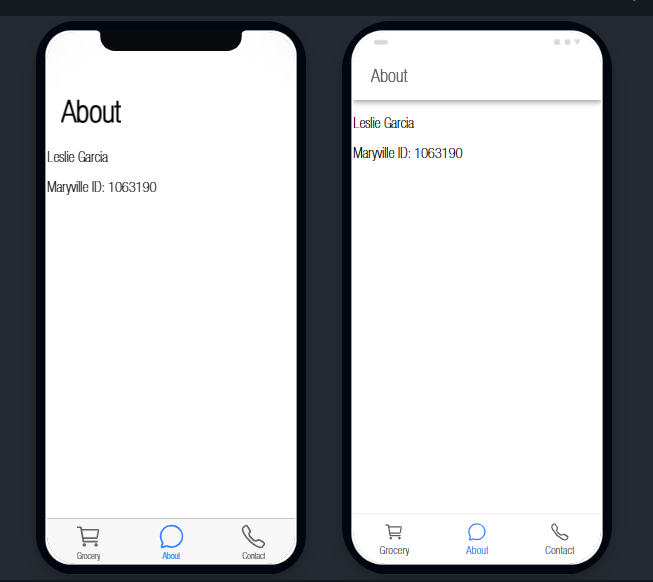 About
Leslie Garcia
Maryville ID: 1063190
Grocery
About
Contact
About
Leslie Garcia
Maryville ID: 1063190
Grocery
About
Contact